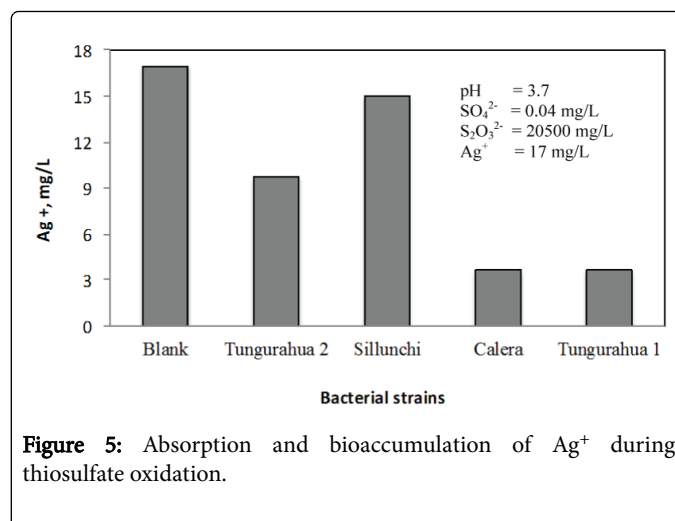 18
15
12
9
6
3
0
Ag +, mg/L
pH = 3.7
SO₄²⁻ = 0.04 mg/L
S₂O₃²⁻ = 20500 mg/L
Ag⁺ = 17 mg/L
Blank Tungurahua 2 Sillunchi Calera Tungurahua 1
Bacterial strains
Figure 5: Absorption and bioaccumulation of Ag⁺ during
thiosulfate oxidation.